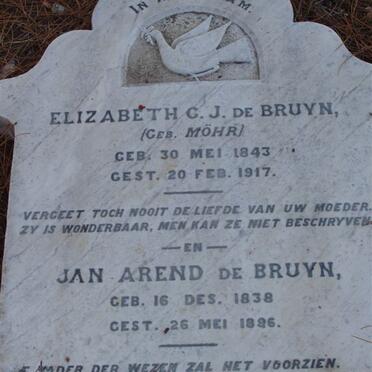 IN
ELIZABETH C. J. DE BRUYN,
(GEB. MÖHR)
GEB. 30 MEI 1843
GEST. 20 FEB. 1917.
VERGEET TOCH NOOIT DE LIEFDE VAN UW MOEDER.
ZY IS WONDERBAAR, MEN KAN ZE NIET BESCHRYVEN
— EN —
JAN AREND DE BRUYN,
GEB. 16 DES. 1838
GEST. 26 MEI 1896.
DER WEZEN ZAL HET VOORZIEN.